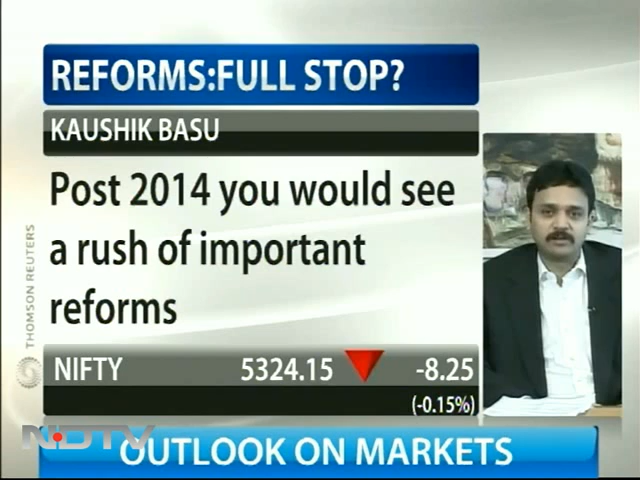 REFORMS:FULL STOP?
KAUSHIK BASU
Post 2014 you would see
a rush of important
reforms
THOMSON REUTERS
NIFTY 5324.15 -8.25
(-0.15%)
NDTV
OUTLOOK ON MARKETS